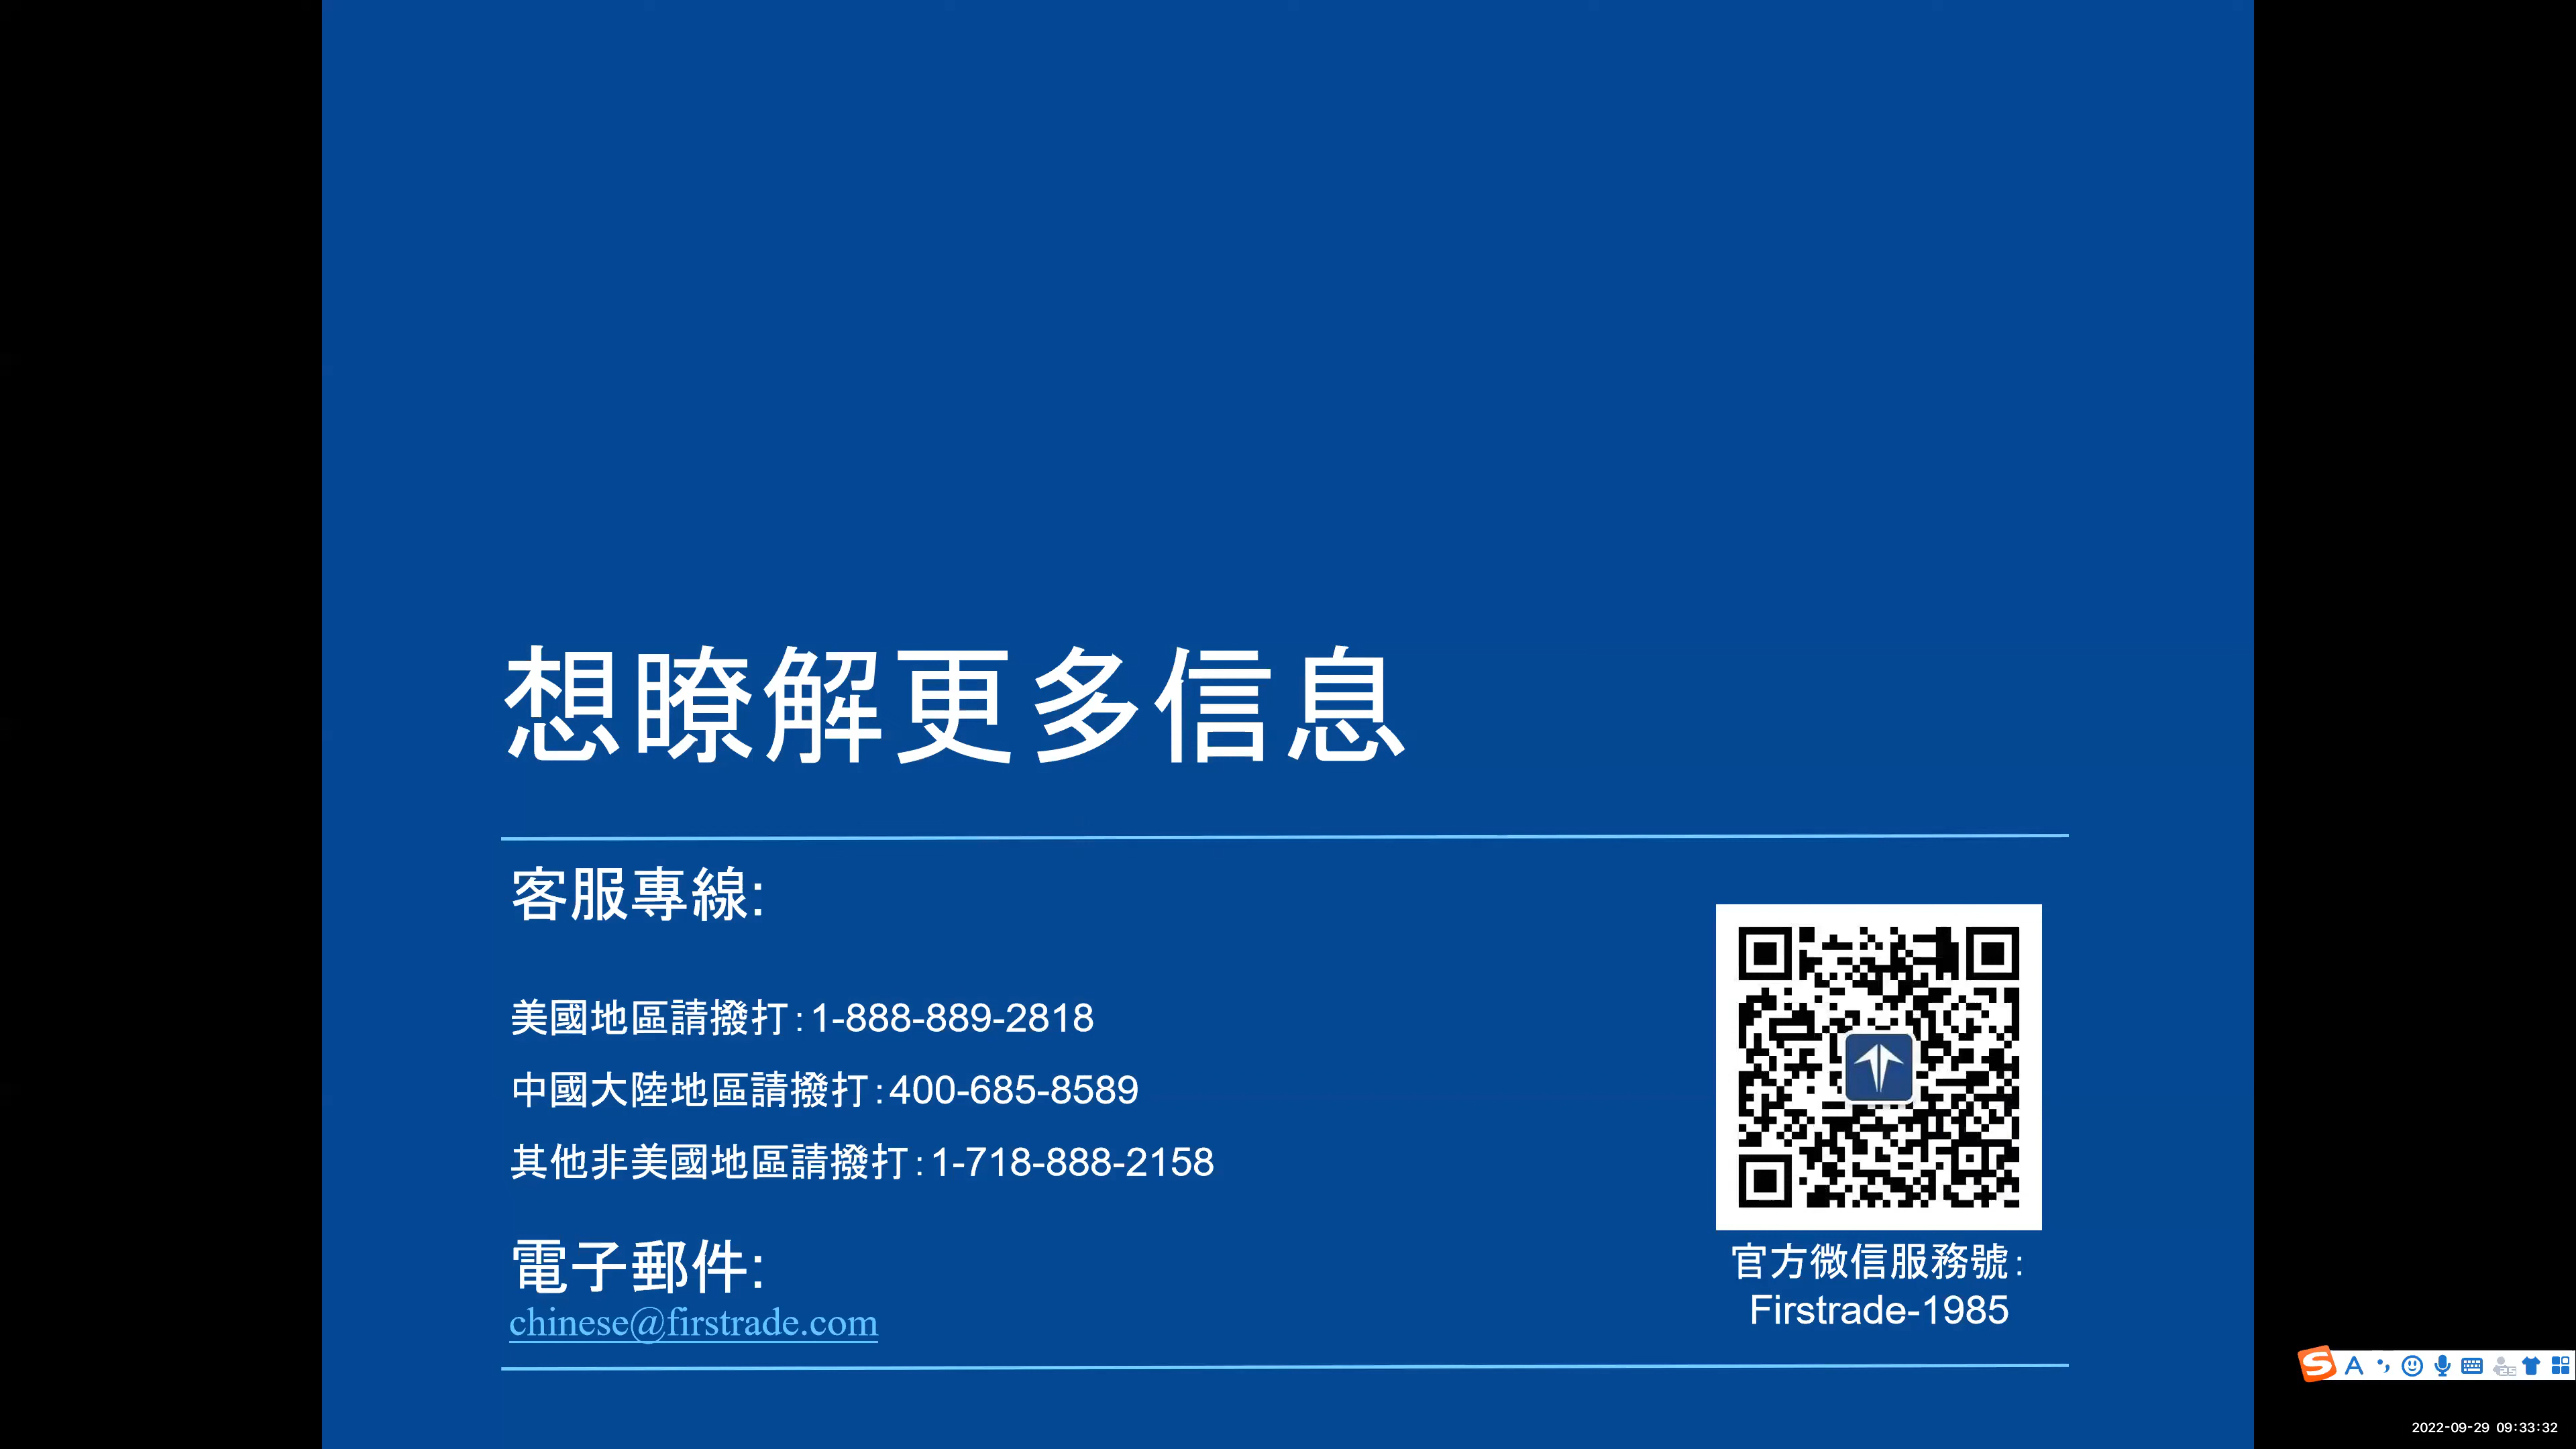 想瞭解更多信息
客服專線:
美國地區請撥打：1-888-889-2818
中國大陸地區請撥打：400-685-8589
其他非美國地區請撥打：1-718-888-2158
電子郵件:
chinese@firstrade.com
官方微信服務號：
Firstrade-1985
2022-09-29 09:33:32